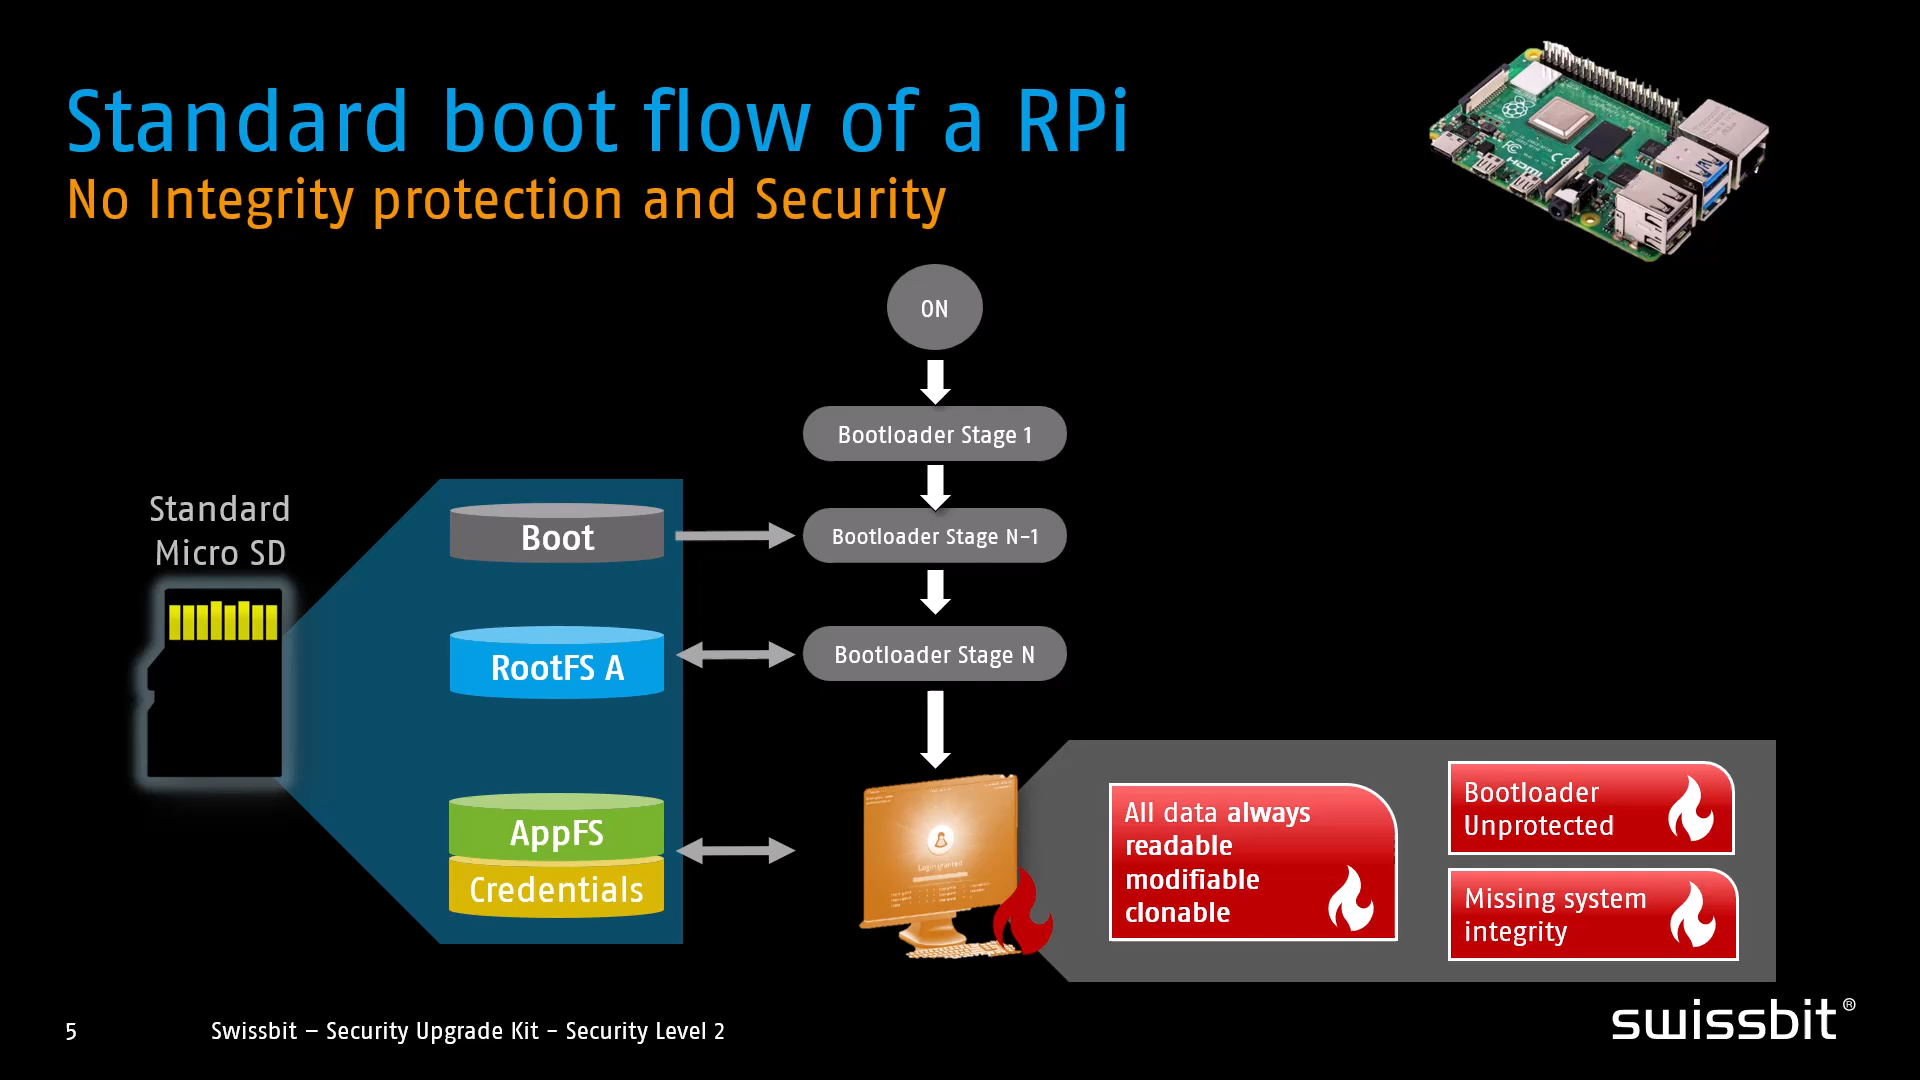 Standard boot flow of a RPi
No Integrity protection and Security
ON
Bootloader Stage 1
Standard
Micro SD
Boot
Bootloader Stage N-1
RootFS A
Bootloader Stage N
AppFS
Credentials
All data always
readable
modifiable
clonable
Bootloader
Unprotected
Missing system
integrity
5
Swissbit – Security Upgrade Kit - Security Level 2
swissbit®